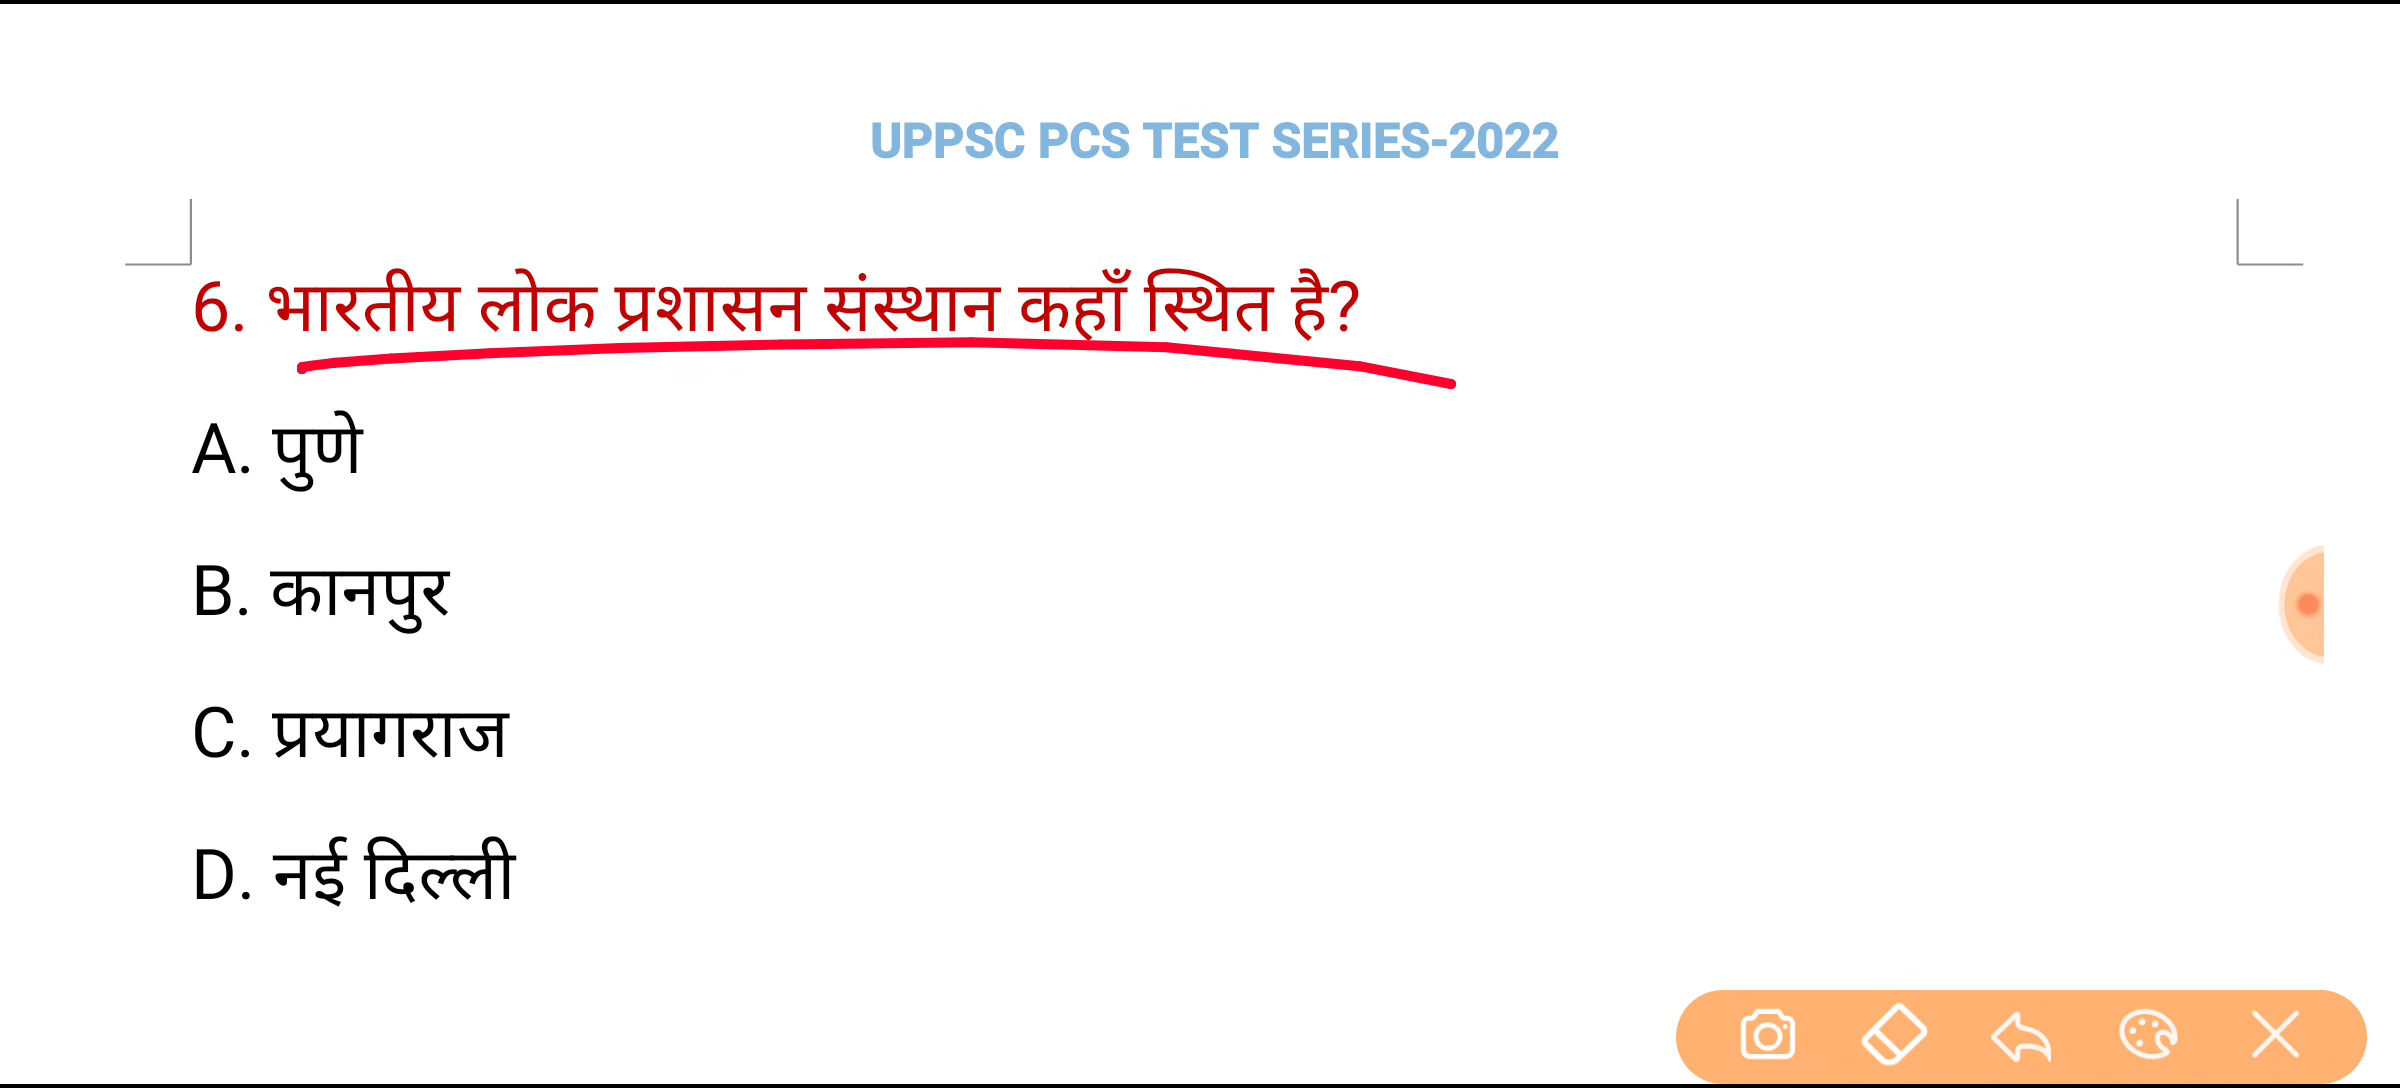 UPPSC PCS TEST SERIES-2022
6. भारतीय लोक प्रशासन संस्थान कहाँ स्थित है?
A. पुणे
B. कानपुर
C. प्रयागराज
D. नई दिल्ली